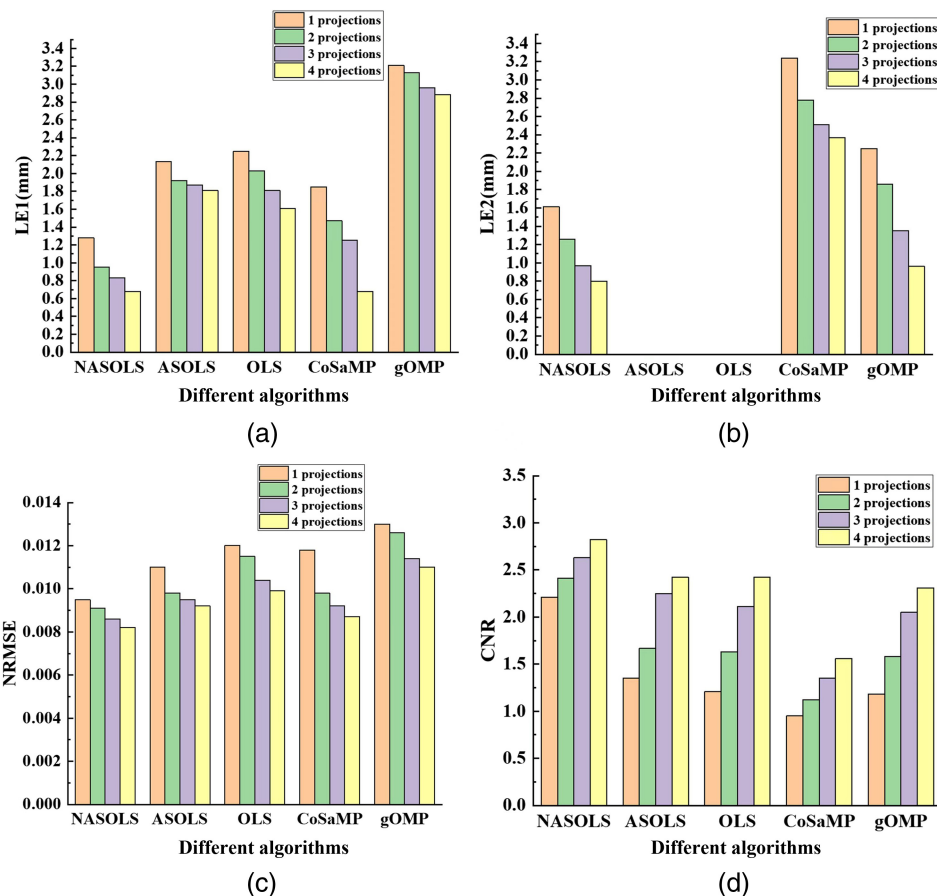 1 projections
2 projections
3 projections
4 projections
3.4
3.2
3.0
2.8
2.6
2.4
2.2
2.0
1.8
1.6
1.4
1.2
1.0
0.8
0.6
0.4
0.2
0.0
LE1(mm)
NASOLS ASOLS OLS CoSaMP gOMP
Different algorithms
(a)
1 projections
2 projections
3 projections
4 projections
3.4
3.2
3.0
2.8
2.6
2.4
2.2
2.0
1.8
1.6
1.4
1.2
1.0
0.8
0.6
0.4
0.2
0.0
LE2(mm)
NASOLS ASOLS OLS CoSaMP gOMP
Different algorithms
(b)
1 projections
2 projections
3 projections
4 projections
0.014
0.012
0.010
0.008
0.006
0.004
0.002
0.000
NRMSE
NASOLS ASOLS OLS CoSaMP gOMP
Different algorithms
(c)
1 projections
2 projections
3 projections
4 projections
3.5
3.0
2.5
2.0
1.5
1.0
0.5
0.0
CNR
NASOLS ASOLS OLS CoSaMP gOMP
Different algorithms
(d)